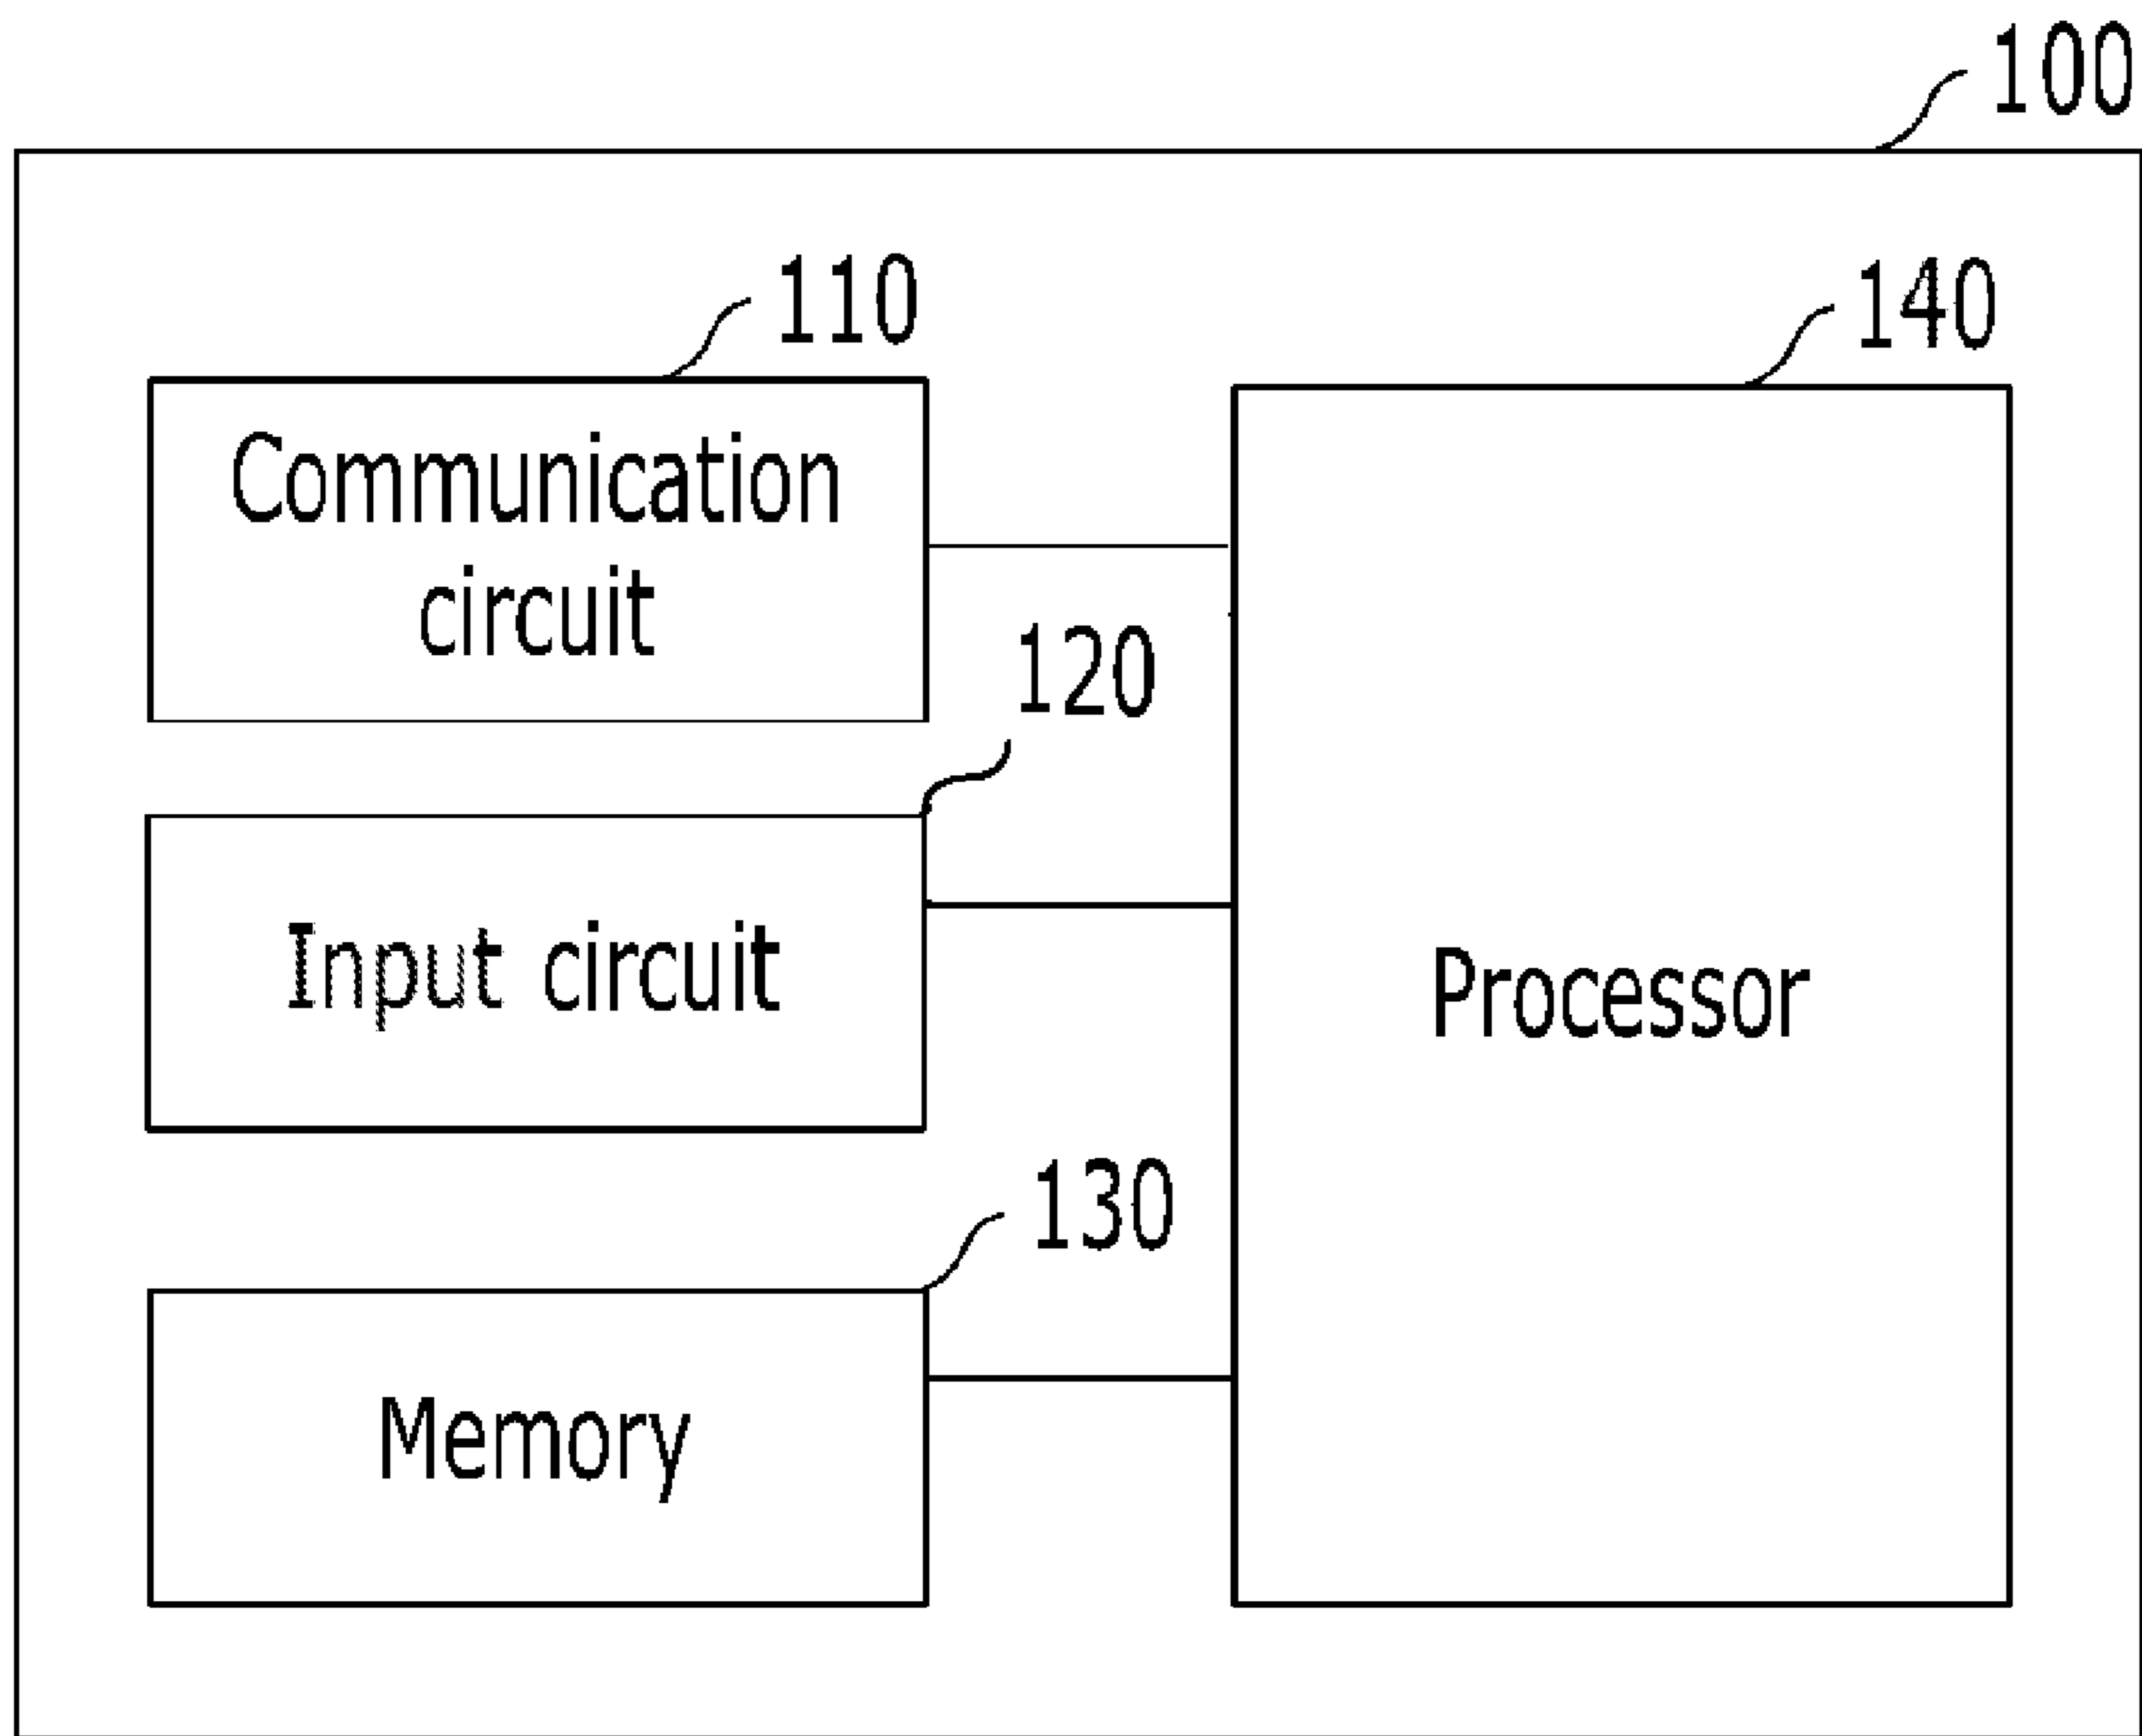 100
110
140
Communication
circuit
120
Input circuit
Processor
130
Memory